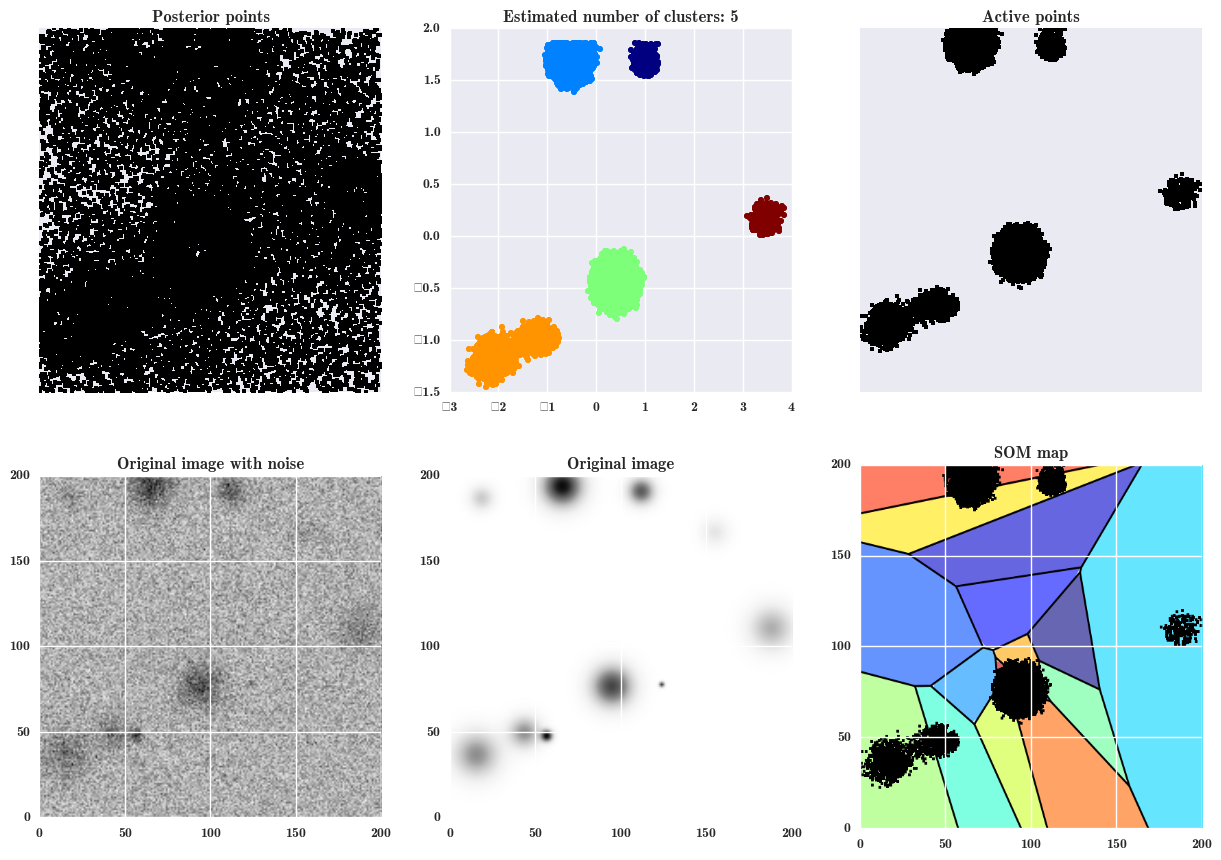 Posterior points
Estimated number of clusters: 5
Active points
2.0
1.5
1.0
0.5
0.0
□0.5
□1.0
□1.5
□3 □2 □1 0 1 2 3 4
Original image with noise
Original image
SOM map
200
150
100
50
0
0 50 100 150 200
200
150
100
50
0
0 50 100 150 200
200
150
100
50
0
0 50 100 150 200